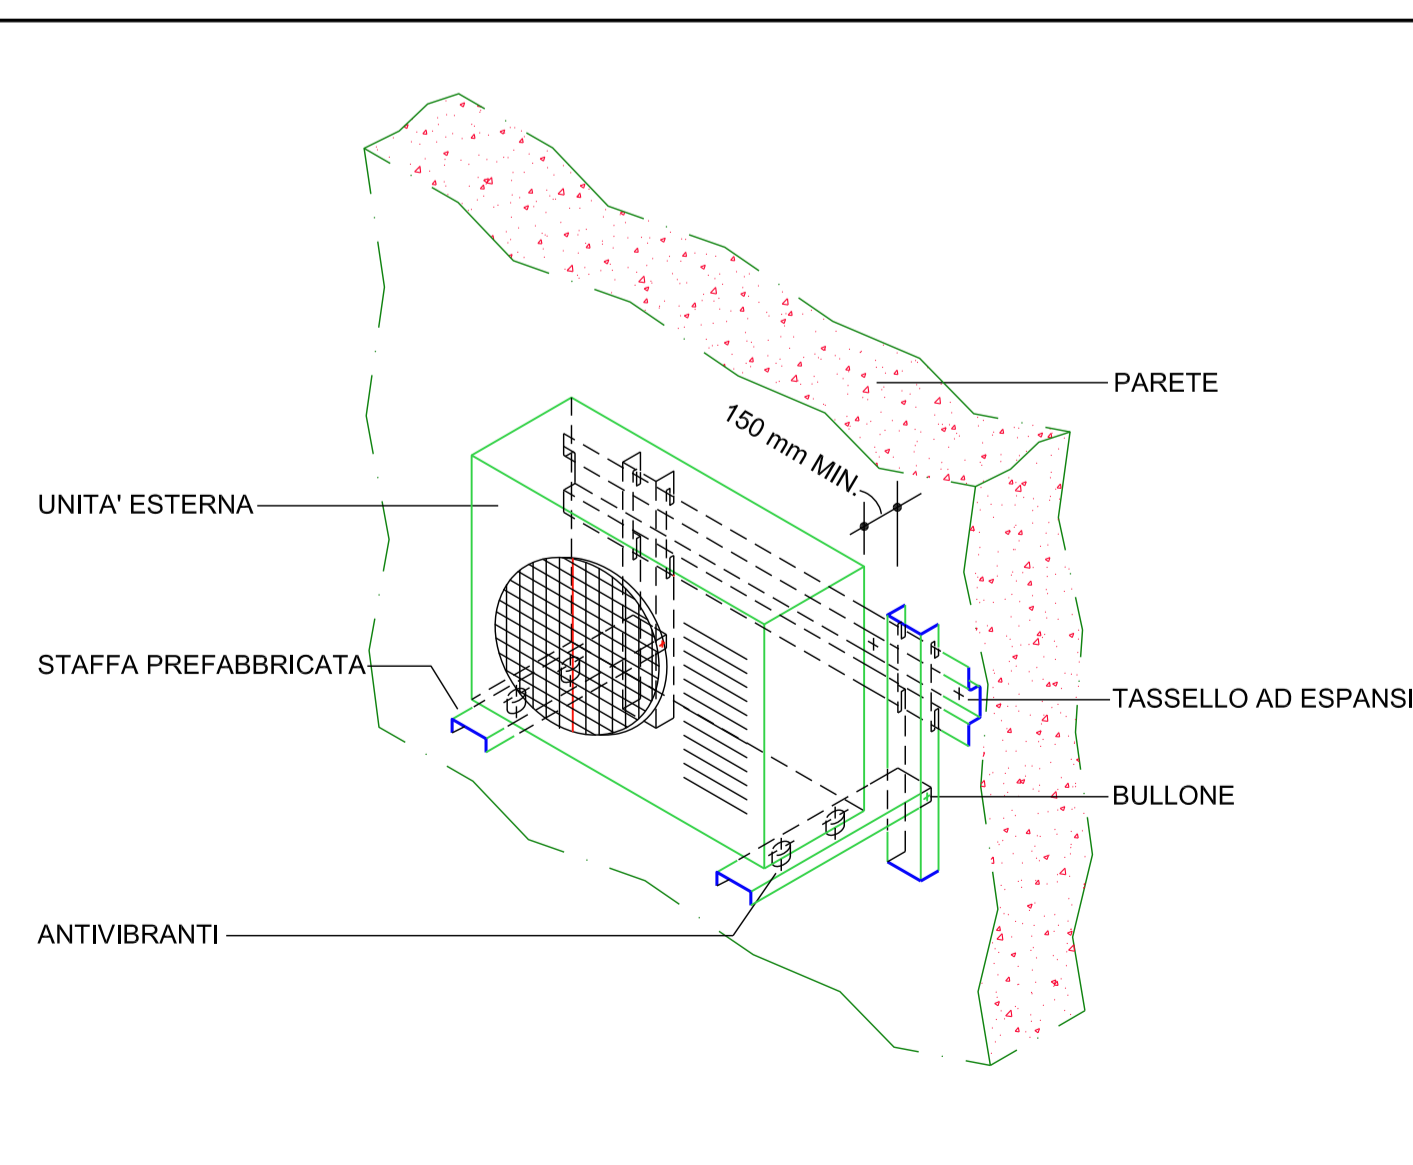 PARETE
150 mm MIN.
UNITA' ESTERNA
STAFFA PREFABBRICATA
TASSELLO AD ESPANSI
BULLONE
ANTIVIBRANTI